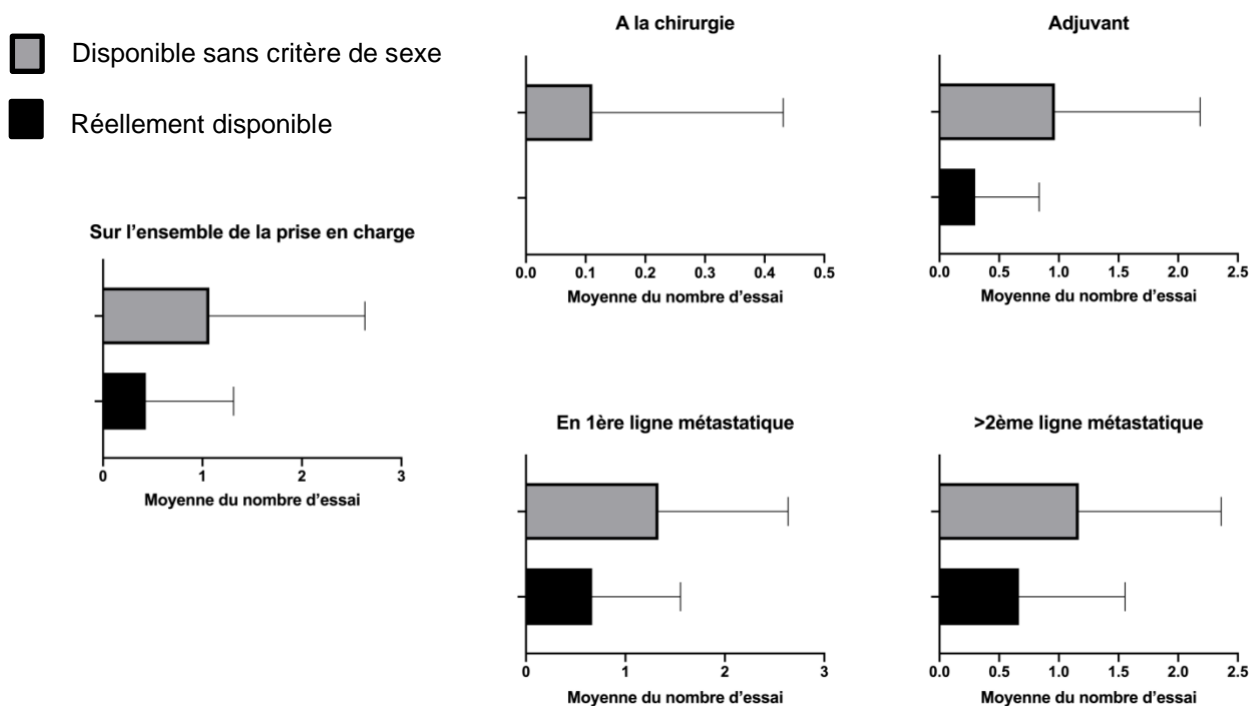 Disponible sans critère de sexe
Réellement disponible
Sur l'ensemble de la prise en charge
0 1 2 3
Moyenne du nombre d'essai
A la chirurgie
0.0 0.1 0.2 0.3 0.4 0.5
Moyenne du nombre d'essai
Adjuvant
0.0 0.5 1.0 1.5 2.0 2.5
Moyenne du nombre d'essai
En 1ère ligne métastatique
0 1 2 3
Moyenne du nombre d'essai
>2ème ligne métastatique
0.0 0.5 1.0 1.5 2.0 2.5
Moyenne du nombre d'essai